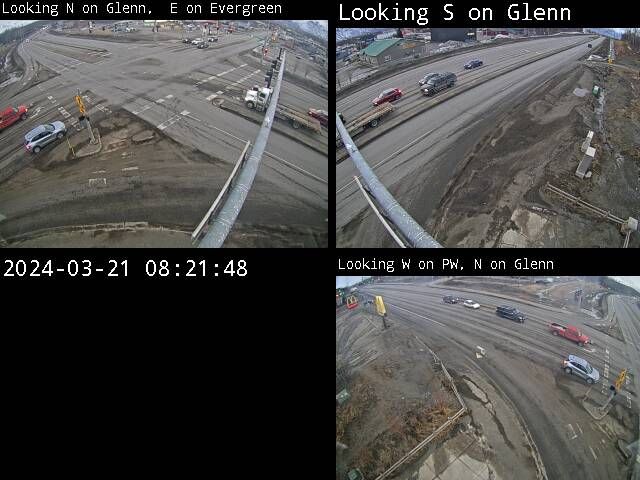 Looking N on Glenn,  E on Evergreen
Looking S on Glenn
2024-03-21 08:21:48
Looking W on PW, N on Glenn